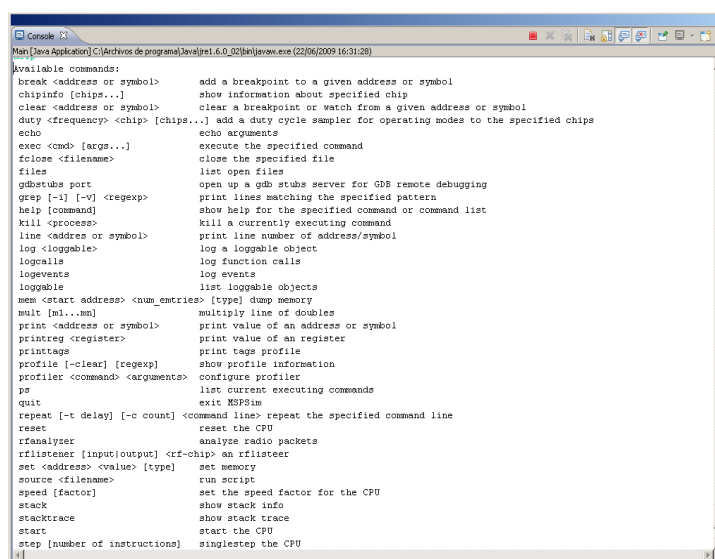 Console
Main [Java Application] C:\Archivos de programa\Java\jre1.6.0_02\bin\javaw.exe (22/06/2009 16:31:28)
help
Available commands:
break <address or symbol> add a breakpoint to a given address or symbol
chipinfo [chips...] show information about specified chip
clear <address or symbol> clear a breakpoint or watch from a given address or symbol
duty <frequency> <chip> [chips...] add a duty cycle sampler for operating modes to the specified chips
echo echo arguments
exec <cmd> [args...] execute the specified command
fclose <filename> close the specified file
files list open files
gdbstubs port open up a gdb stubs server for GDB remote debugging
grep [-i] [-v] <regexp> print lines matching the specified pattern
help [command] show help for the specified command or command list
kill <process> kill a currently executing command
line <addres or symbol> print line number of address/symbol
log <loggable> log a loggable object
logcalls log function calls
logevents log events
loggable list loggable objects
mem <start address> <num_emtries> [type] dump memory
mult [m1...mn] multiply line of doubles
print <address or symbol> print value of an address or symbol
printreg <register> print value of an register
printtags print tags profile
profile [-clear] [regexp] show profile information
profiler <command> <arguments> configure profiler
ps list current executing commands
quit exit MSPSim
repeat [-t delay] [-c count] <command line> repeat the specified command line
reset reset the CPU
rfanalyzer analyze radio packets
rflistener [input|output] <rf-chip> an rflisteer
set <address> <value> [type] set memory
source <filename> run script
speed [factor] set the speed factor for the CPU
stack show stack info
stacktrace show stack trace
start start the CPU
step [number of instructions] singlestep the CPU